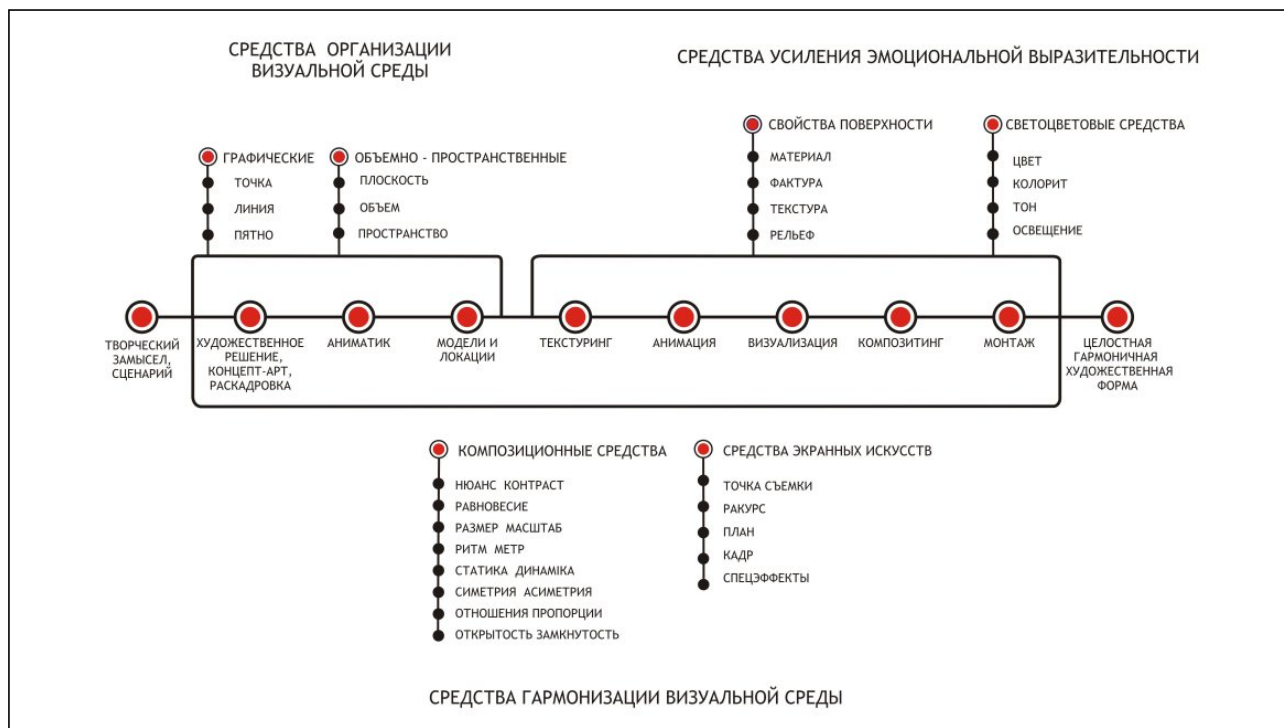 СРЕДСТВА ОРГАНИЗАЦИИ
ВИЗУАЛЬНОЙ СРЕДЫ
СРЕДСТВА УСИЛЕНИЯ ЭМОЦИОНАЛЬНОЙ ВЫРАЗИТЕЛЬНОСТИ
ГРАФИЧЕСКИЕ
ТОЧКА
ЛИНИЯ
ПЯТНО
ОБЪЕМНО - ПРОСТРАНСТВЕННЫЕ
ПЛОСКОСТЬ
ОБЪЕМ
ПРОСТРАНСТВО
СВОЙСТВА ПОВЕРХНОСТИ
МАТЕРИАЛ
ФАКТУРА
ТЕКСТУРА
РЕЛЬЕФ
СВЕТОЦВЕТОВЫЕ СРЕДСТВА
ЦВЕТ
КОЛОРИТ
ТОН
ОСВЕЩЕНИЕ
ТВОРЧЕСКИЙ
ЗАМЫСЕЛ,
СЦЕНАРИЙ
ХУДОЖЕСТВЕННОЕ
РЕШЕНИЕ,
КОНЦЕПТ-АРТ,
РАСКАДРОВКА
АНИМАТИК
МОДЕЛИ И
ЛОКАЦИИ
ТЕКСТУРИНГ
АНИМАЦИЯ
ВИЗУАЛИЗАЦИЯ
КОМПОЗИТИНГ
МОНТАЖ
ЦЕЛОСТНАЯ
ГАРМОНИЧНАЯ
ХУДОЖЕСТВЕННАЯ
ФОРМА
КОМПОЗИЦИОННЫЕ СРЕДСТВА
НЮАНС КОНТРАСТ
РАВНОВЕСИЕ
РАЗМЕР МАСШТАБ
РИТМ МЕТР
СТАТИКА ДИНАМІКА
СИМЕТРИЯ АСИМЕТРИЯ
ОТНОШЕНИЯ ПРОПОРЦИИ
ОТКРЫТОСТЬ ЗАМКНУТОСТЬ
СРЕДСТВА ЭКРАННЫХ ИСКУССТВ
ТОЧКА СЪЕМКИ
РАКУРС
ПЛАН
КАДР
СПЕЦЭФФЕКТЫ
СРЕДСТВА ГАРМОНИЗАЦИИ ВИЗУАЛЬНОЙ СРЕДЫ